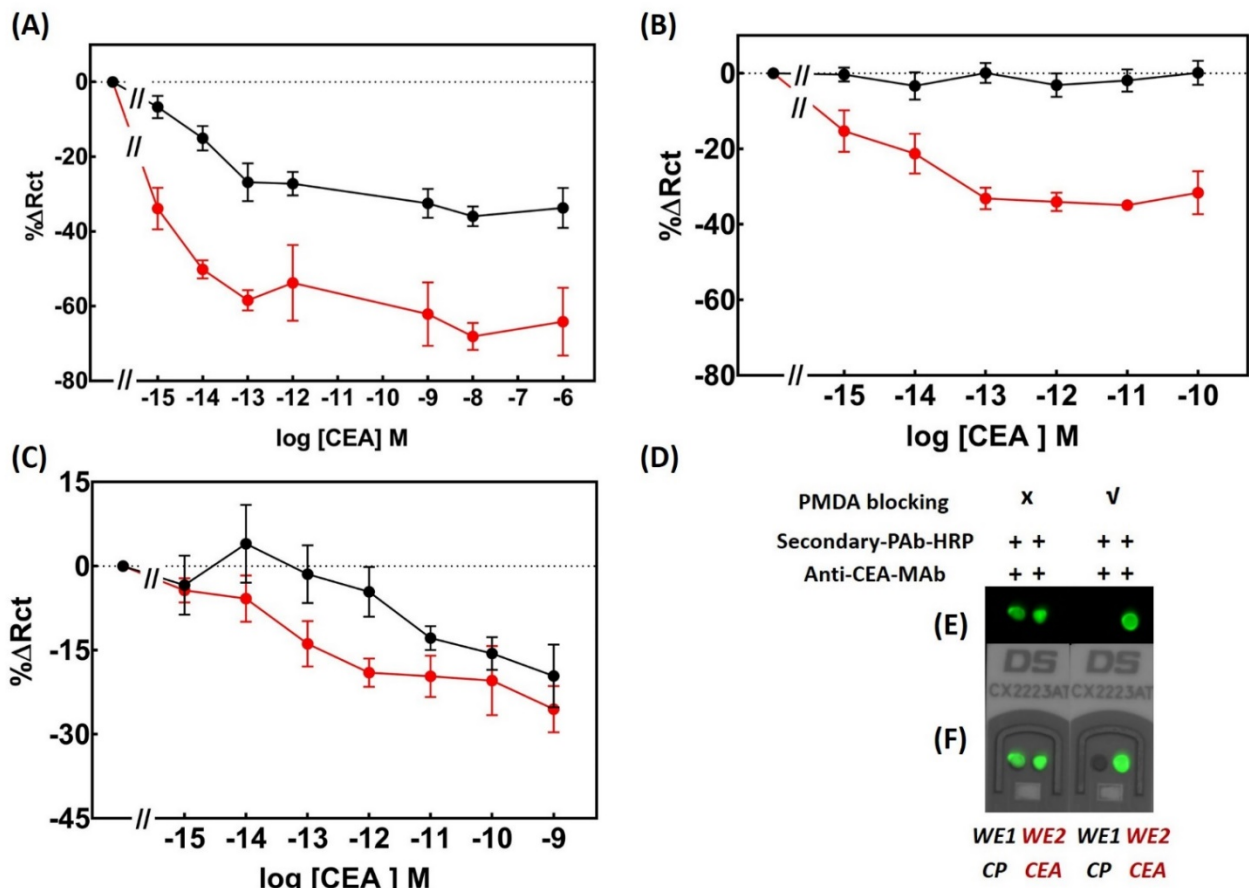 (A)
%ΔRct
0
-20
-40
-60
-80
-15 -14 -13 -12 -11 -10 -9 -8 -7 -6
log [CEA] M
(B)
%ΔRct
0
-20
-40
-60
-80
-15 -14 -13 -12 -11 -10
log [CEA ] M
(C)
%ΔRct
15
0
-15
-30
-45
-15 -14 -13 -12 -11 -10 -9
log [CEA ] M
(D)
PMDA blocking x √
Secondary-PAb-HRP + + + +
Anti-CEA-MAb + + + +
(E)
DS DS
CX2223AT CX2223AT
(F)
WE1 WE2 WE1 WE2
CP CEA CP CEA